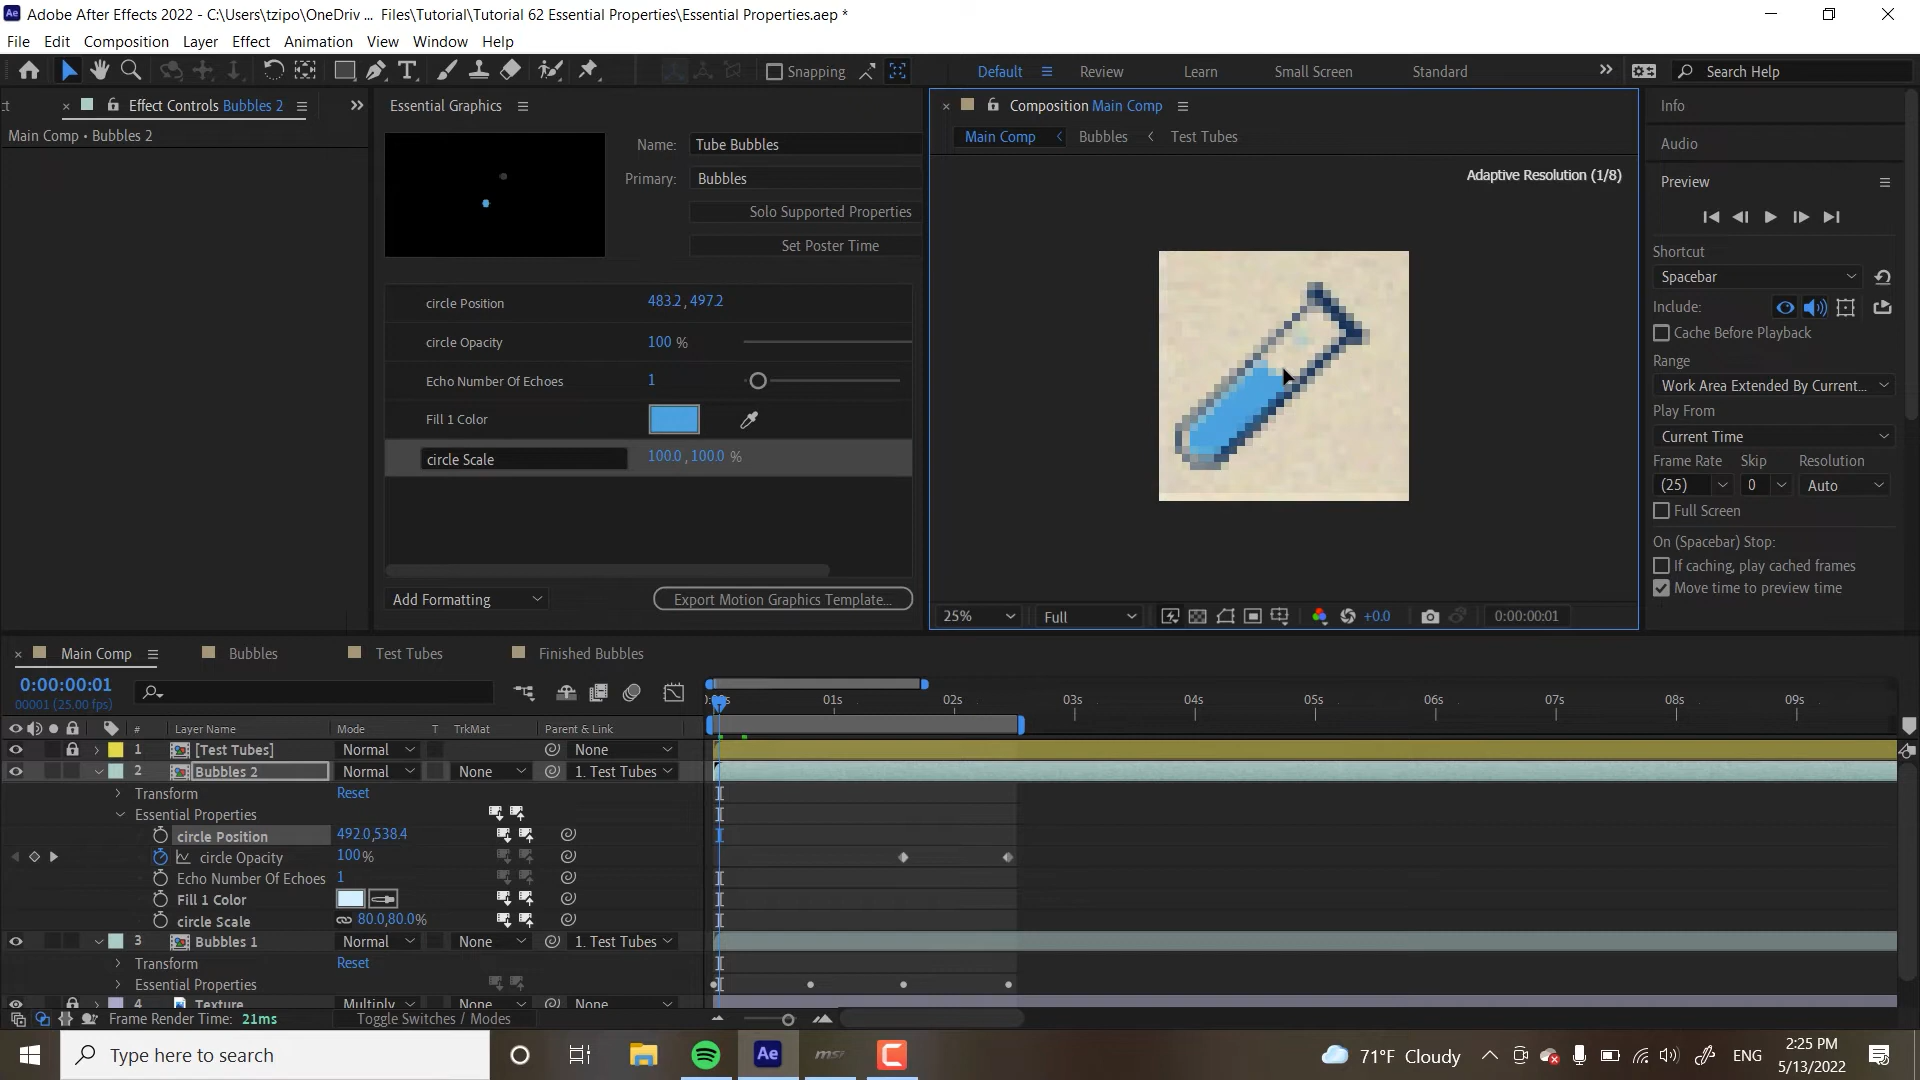 Adobe After Effects 2022 - C:\Users\tzipo\OneDriv ... Files\Tutorial\Tutorial 62 Essential Properties\Essential Properties.aep *
File Edit Composition Layer Effect Animation View Window Help
Snapping Default Review Learn Small Screen Standard Search Help
Effect Controls Bubbles 2
Main Comp • Bubbles 2
Essential Graphics
Name: Tube Bubbles
Primary: Bubbles
Solo Supported Properties
Set Poster Time
circle Position 483.2, 497.2
circle Opacity 100 %
Echo Number Of Echoes 1
Fill 1 Color
circle Scale 100.0, 100.0 %
Add Formatting Export Motion Graphics Template...
Composition Main Comp
Main Comp < Bubbles < Test Tubes
Adaptive Resolution (1/8)
25% Full +0.0 0:00:00:01
Info
Audio
Preview
Shortcut
Spacebar
Include:
Cache Before Playback
Range
Work Area Extended By Current...
Play From
Current Time
Frame Rate Skip Resolution
(25) 0 Auto
Full Screen
On (Spacebar) Stop:
If caching, play cached frames
Move time to preview time
Main Comp Bubbles Test Tubes Finished Bubbles
0:00:00:01
00001 (25.00 fps)
01s 02s 03s 04s 05s 06s 07s 08s 09s
# Layer Name Mode T TrkMat Parent & Link
1 [Test Tubes] Normal None
2 Bubbles 2 Normal None 1. Test Tubes
Transform Reset
Essential Properties
circle Position 492.0,538.4
circle Opacity 100%
Echo Number Of Echoes 1
Fill 1 Color
circle Scale 80.0,80.0%
3 Bubbles 1 Normal None 1. Test Tubes
Transform Reset
Essential Properties
4 Texture Multiply None None
Frame Render Time: 21ms Toggle Switches / Modes
Type here to search Ae msi 71°F Cloudy ENG 2:25 PM
5/13/2022